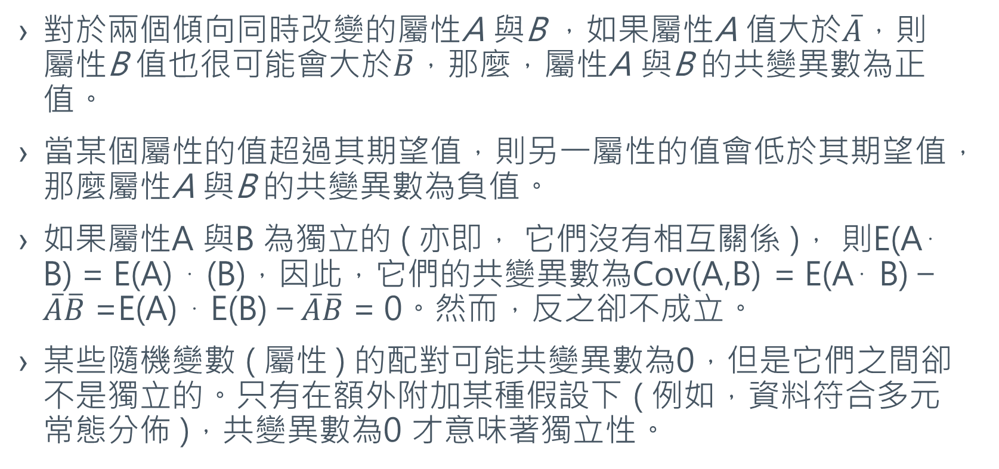 › 對於兩個傾向同時改變的屬性A 與B ，如果屬性A 值大於A̅，則
屬性B 值也很可能會大於B̅，那麼，屬性A 與B 的共變異數為正
值。
› 當某個屬性的值超過其期望值，則另一屬性的值會低於其期望值，
那麼屬性A 與B 的共變異數為負值。
› 如果屬性A 與B 為獨立的 ( 亦即， 它們沒有相互關係 )， 則E(A‧
B) = E(A) ‧ (B)，因此，它們的共變異數為Cov(A,B) = E(A‧ B) −
A̅B̅ =E(A) ‧ E(B) − A̅B̅ = 0。然而，反之卻不成立。
› 某些隨機變數 ( 屬性 ) 的配對可能共變異數為0，但是它們之間卻
不是獨立的。只有在額外附加某種假設下 ( 例如，資料符合多元
常態分佈 )，共變異數為0 才意味著獨立性。